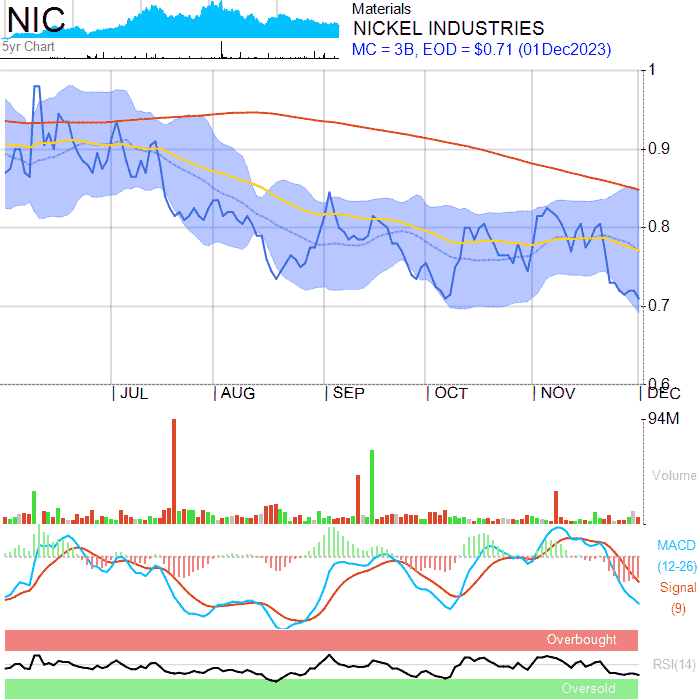 NIC
5yr Chart
Materials
NICKEL INDUSTRIES
MC = 3B, EOD = $0.71 (01Dec2023)
1
0.9
0.8
0.7
0.6
JUL AUG SEP OCT NOV DEC
94M
Volume
MACD
(12-26)
Signal
(9)
Overbought
RSI(14)
Oversold